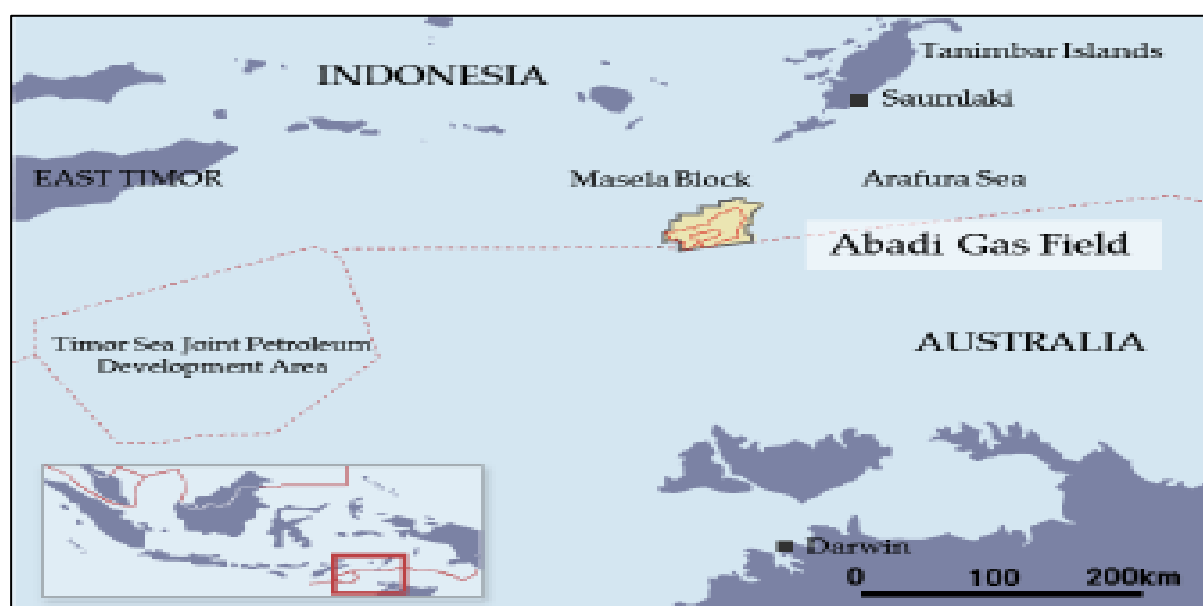 Tanimbar Islands
INDONESIA
Saumlaki
EAST TIMOR
Masela Block
Arafura Sea
Abadi Gas Field
Timor Sea Joint Petroleum
Development Area
AUSTRALIA
Darwin
0 100 200km